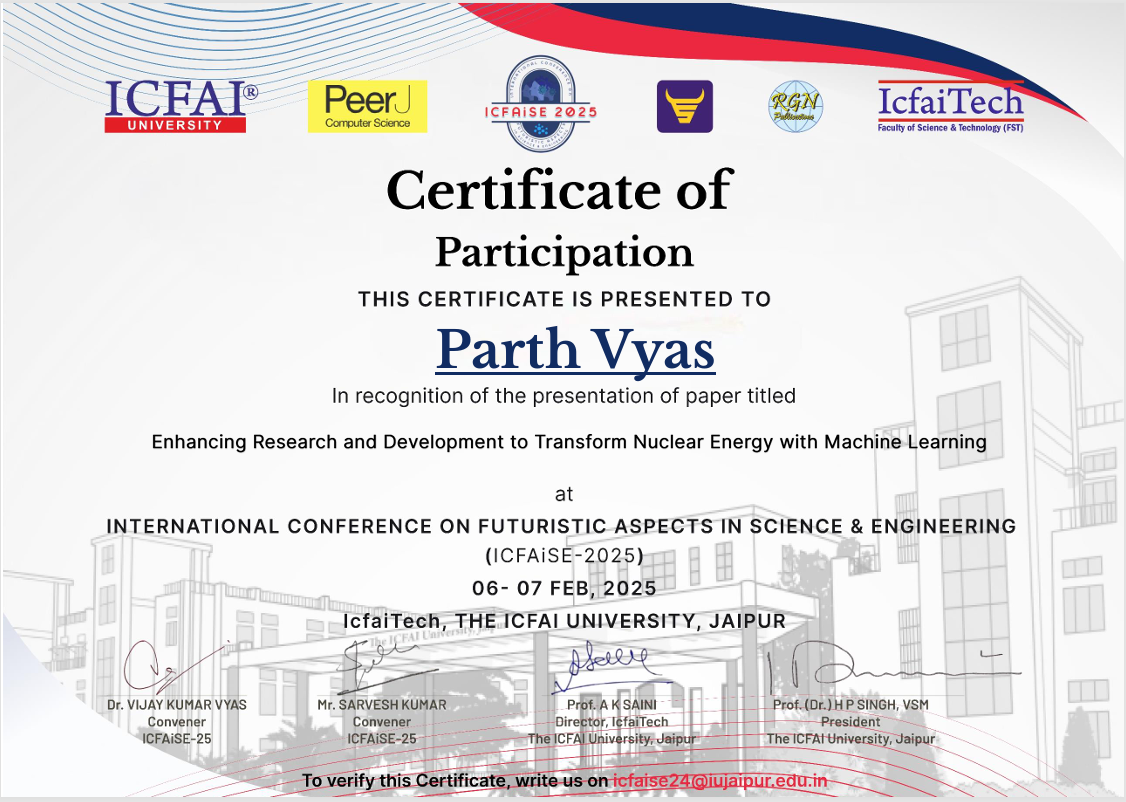 ICFAI®
UNIVERSITY
PeerJ
Computer Science
ICFAISE 2025
RGN
Publications
IcfaiTech
Faculty of Science & Technology (FST)
Certificate of
Participation
THIS CERTIFICATE IS PRESENTED TO
Parth Vyas
In recognition of the presentation of paper titled
Enhancing Research and Development to Transform Nuclear Energy with Machine Learning
at
INTERNATIONAL CONFERENCE ON FUTURISTIC ASPECTS IN SCIENCE & ENGINEERING
(ICFAiSE-2025)
06- 07 FEB, 2025
IcfaiTech, THE ICFAI UNIVERSITY, JAIPUR
The ICFAI University, Jaipur
Dr. VIJAY KUMAR VYAS
Convener
ICFAiSE-25
Mr. SARVESH KUMAR
Convener
ICFAiSE-25
Prof. A K SAINI
Director, IcfaiTech
The ICFAI University, Jaipur
Prof. (Dr.) H P SINGH, VSM
President
The ICFAI University, Jaipur
To verify this Certificate, write us on icfaise24@iujaipur.edu.in